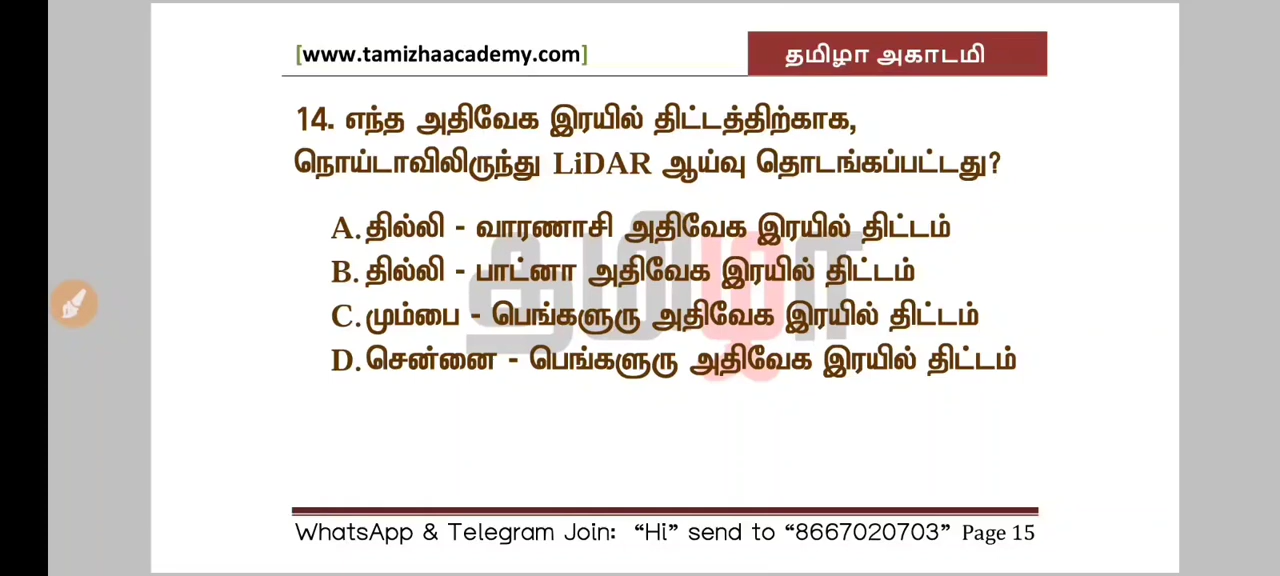 [www.tamizhaacademy.com]
தமிழா அகாடமி
14. எந்த அதிவேக இரயில் திட்டத்திற்காக,
நொய்டாவிலிருந்து LiDAR ஆய்வு தொடங்கப்பட்டது?
A. தில்லி - வாரணாசி அதிவேக இரயில் திட்டம்
B. தில்லி - பாட்னா அதிவேக இரயில் திட்டம்
C. மும்பை - பெங்களுரு அதிவேக இரயில் திட்டம்
D. சென்னை - பெங்களுரு அதிவேக இரயில் திட்டம்
தமிழா
WhatsApp & Telegram Join: “Hi” send to “8667020703” Page 15